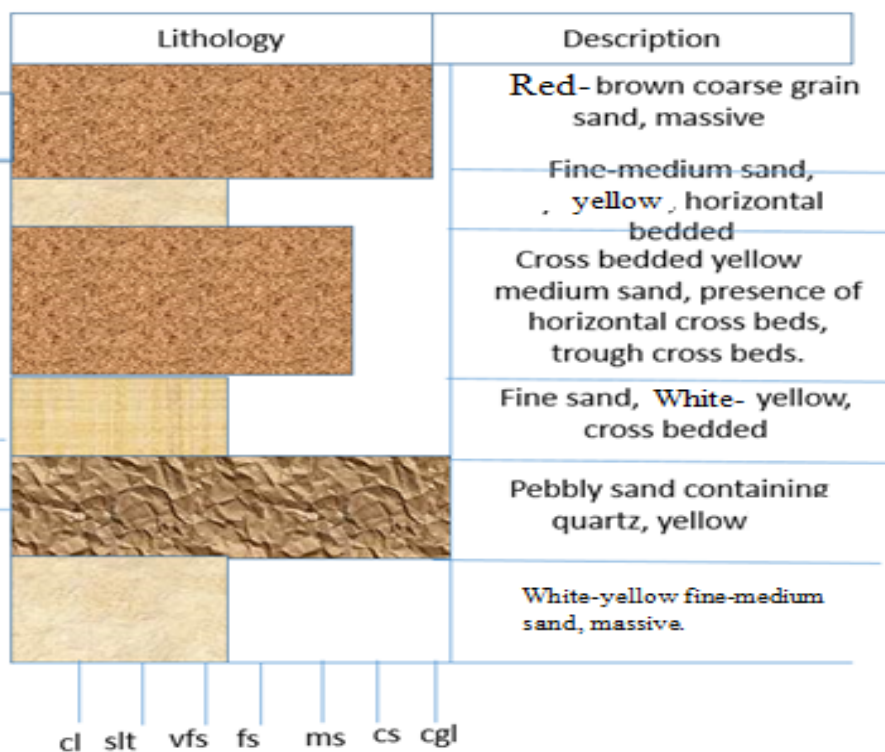 Lithology
Description
Red- brown coarse grain
sand, massive
Fine-medium sand,
, yellow , horizontal
bedded
Cross bedded yellow
medium sand, presence of
horizontal cross beds,
trough cross beds.
Fine sand, White- yellow,
cross bedded
Pebbly sand containing
quartz, yellow
White-yellow fine-medium
sand, massive.
cl slt vfs fs ms cs cgl